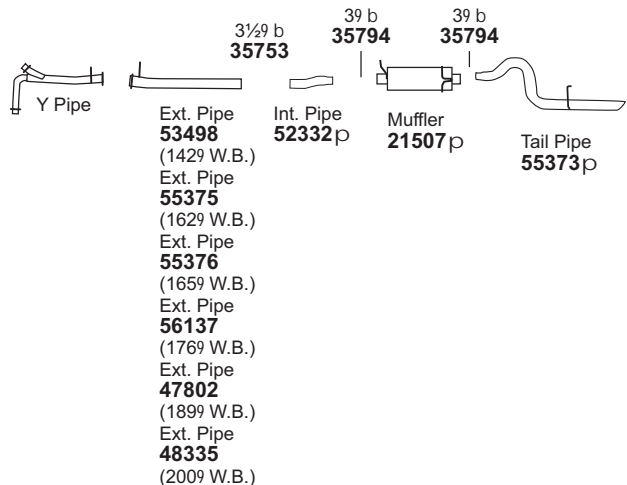 3½9 b
35753
39 b
35794
39 b
35794
Y Pipe
Ext. Pipe
53498
(1429 W.B.)
Ext. Pipe
55375
(1629 W.B.)
Ext. Pipe
55376
(1659 W.B.)
Ext. Pipe
56137
(1769 W.B.)
Ext. Pipe
47802
(1899 W.B.)
Ext. Pipe
48335
(2009 W.B.)
Int. Pipe
52332p
Muffler
21507p
Tail Pipe
55373p